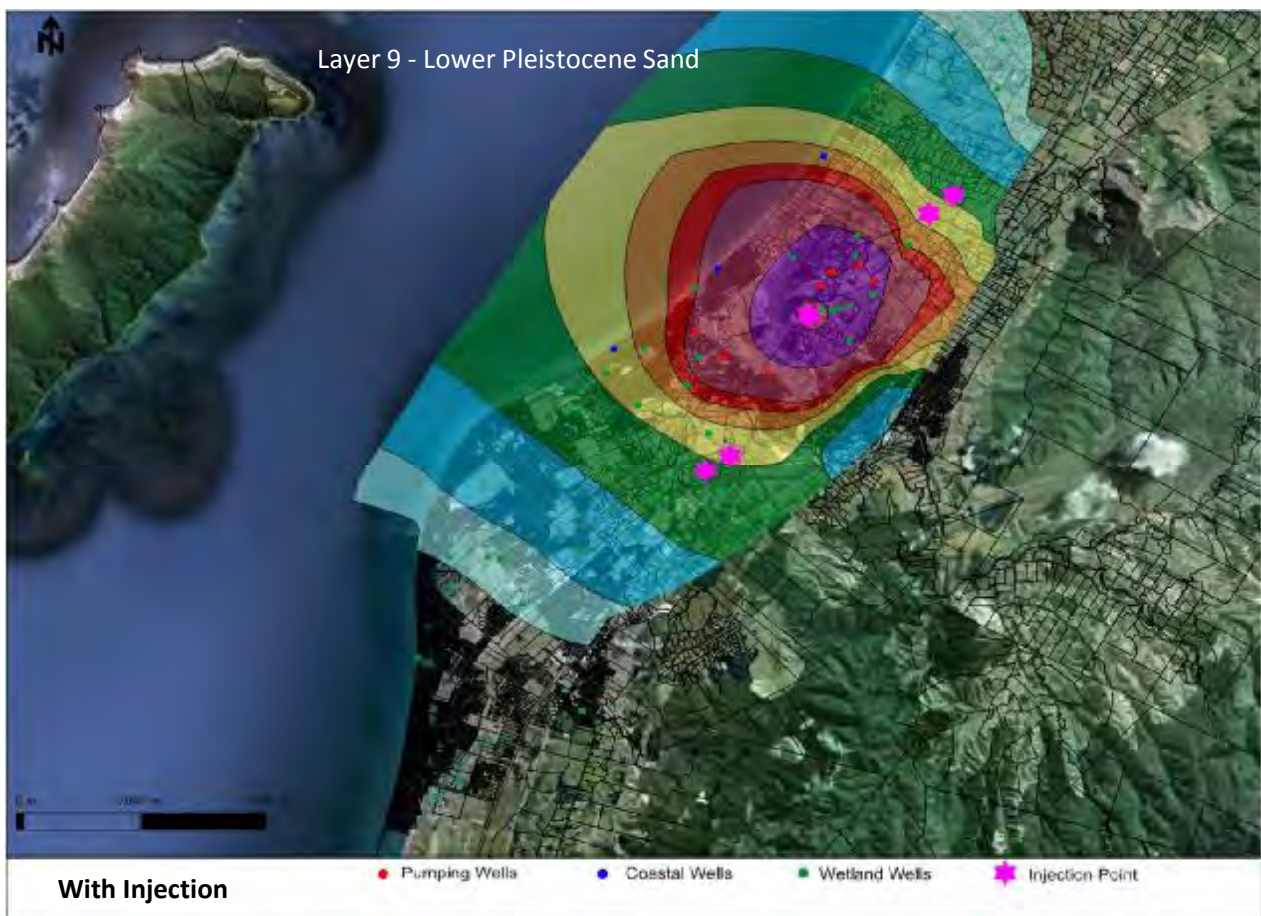 N
Layer 9 - Lower Pleistocene Sand
With Injection
Pumping Wells
Coastal Wells
Wetland Wells
Injection Point